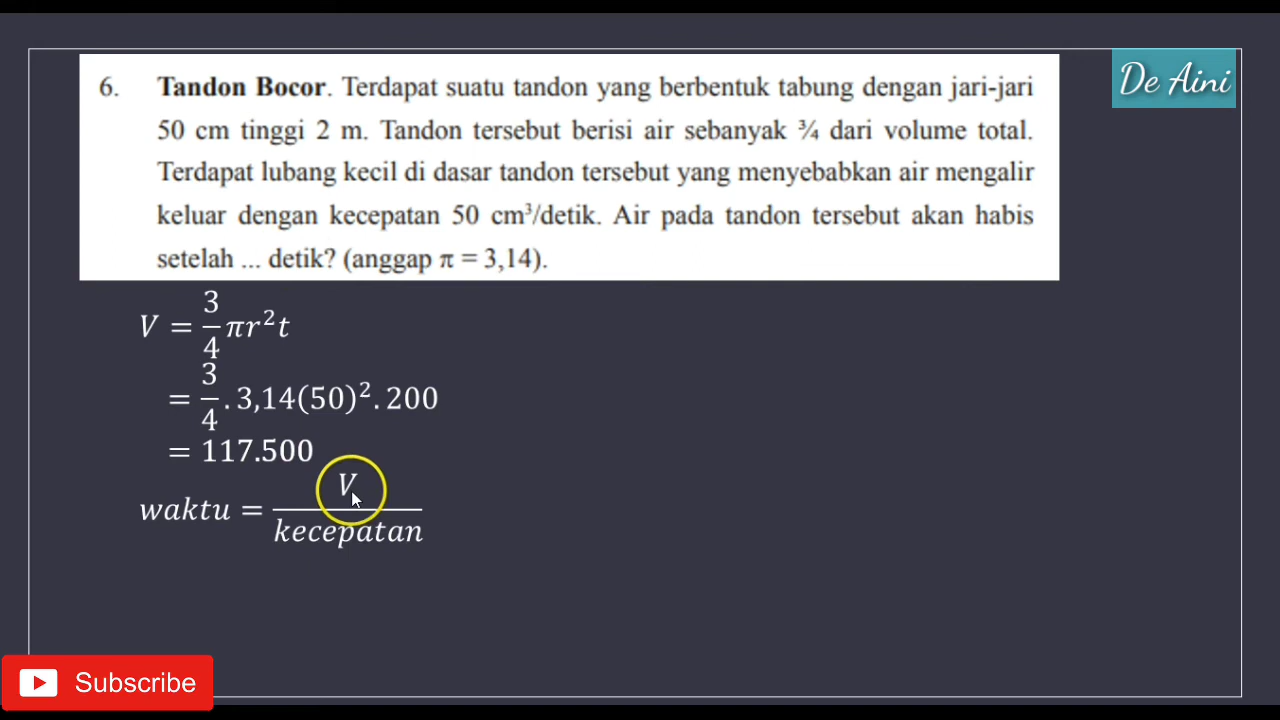 De Aini
6. Tandon Bocor. Terdapat suatu tandon yang berbentuk tabung dengan jari-jari
50 cm tinggi 2 m. Tandon tersebut berisi air sebanyak ¾ dari volume total.
Terdapat lubang kecil di dasar tandon tersebut yang menyebabkan air mengalir
keluar dengan kecepatan 50 cm³/detik. Air pada tandon tersebut akan habis
setelah ... detik? (anggap π = 3,14).
V = 3/4 πr²t
= 3/4 . 3,14(50)². 200
= 117.500
waktu = V/kecepatan
Subscribe